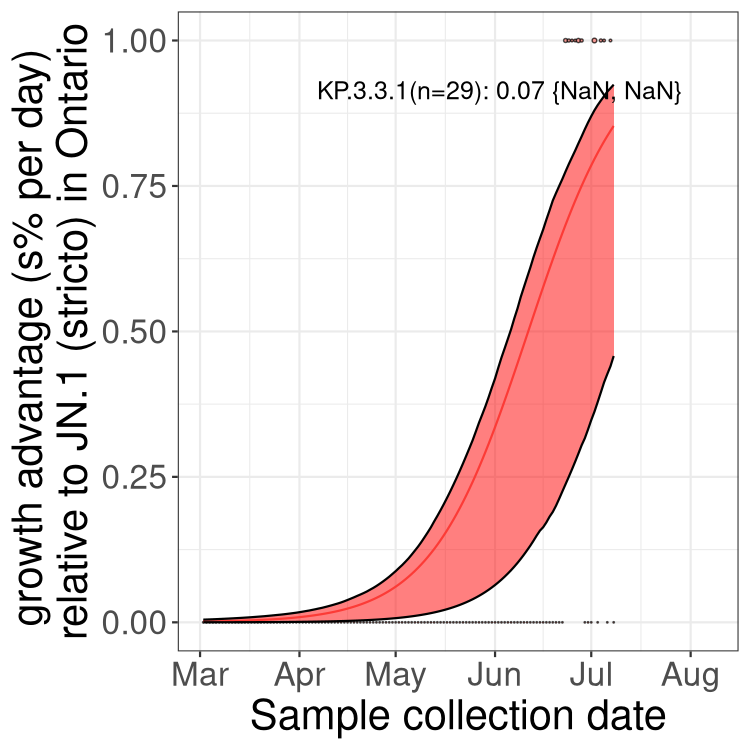 growth advantage (s% per day)
relative to JN.1 (stricto) in Ontario
1.00
0.75
0.50
0.25
0.00
KP.3.3.1(n=29): 0.07 {NaN, NaN}
Mar Apr May Jun Jul Aug
Sample collection date